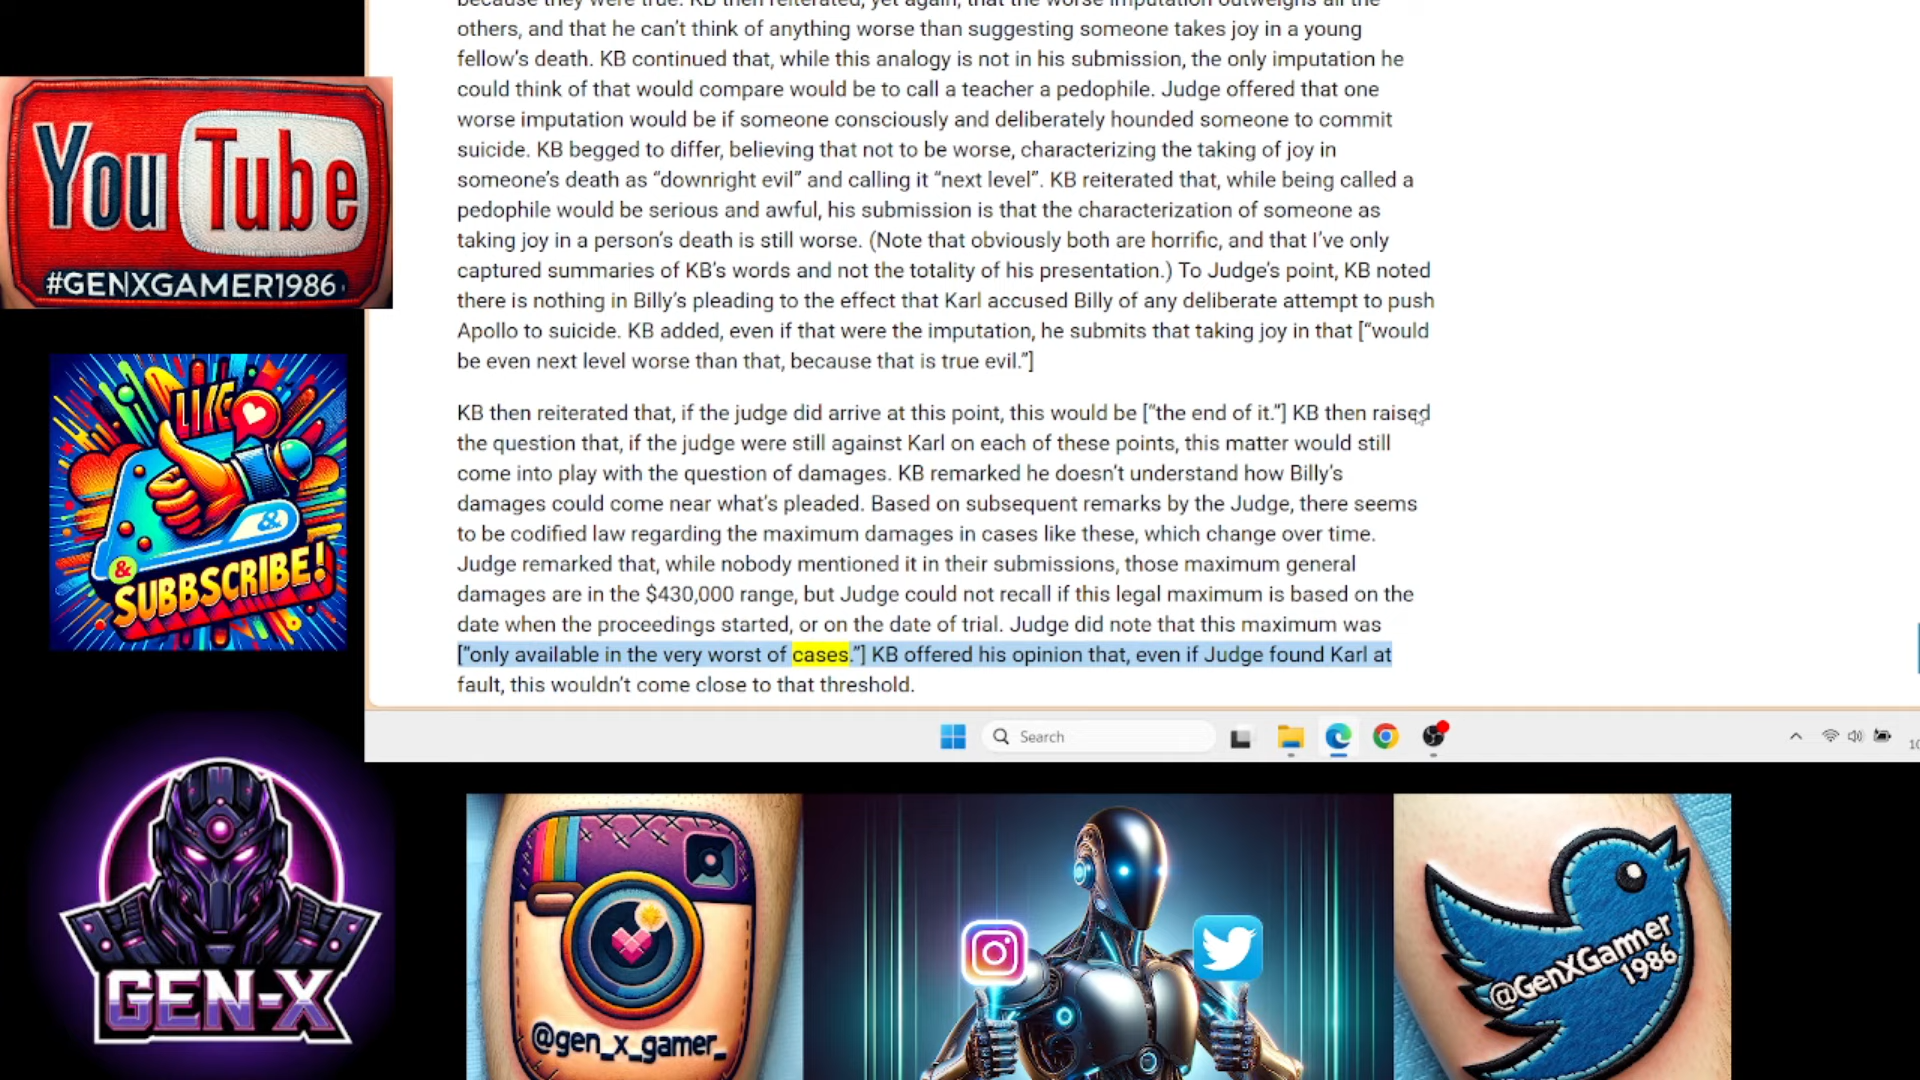 because they were true. KB then reiterated, yet again, that the worse imputation outweighs all the
others, and that he can't think of anything worse than suggesting someone takes joy in a young
fellow's death. KB continued that, while this analogy is not in his submission, the only imputation he
could think of that would compare would be to call a teacher a pedophile. Judge offered that one
worse imputation would be if someone consciously and deliberately hounded someone to commit
suicide. KB begged to differ, believing that not to be worse, characterizing the taking of joy in
someone's death as “downright evil” and calling it “next level”. KB reiterated that, while being called a
pedophile would be serious and awful, his submission is that the characterization of someone as
taking joy in a person's death is still worse. (Note that obviously both are horrific, and that I've only
captured summaries of KB's words and not the totality of his presentation.) To Judge's point, KB noted
there is nothing in Billy's pleading to the effect that Karl accused Billy of any deliberate attempt to push
Apollo to suicide. KB added, even if that were the imputation, he submits that taking joy in that [“would
be even next level worse than that, because that is true evil.”]
KB then reiterated that, if the judge did arrive at this point, this would be [“the end of it.”] KB then raised
the question that, if the judge were still against Karl on each of these points, this matter would still
come into play with the question of damages. KB remarked he doesn't understand how Billy's
damages could come near what's pleaded. Based on subsequent remarks by the Judge, there seems
to be codified law regarding the maximum damages in cases like these, which change over time.
Judge remarked that, while nobody mentioned it in their submissions, those maximum general
damages are in the $430,000 range, but Judge could not recall if this legal maximum is based on the
date when the proceedings started, or on the date of trial. Judge did note that this maximum was
[“only available in the very worst of cases.”] KB offered his opinion that, even if Judge found Karl at
fault, this wouldn't come close to that threshold.
YouTube
#GENXGAMER1986
LIKE
&
& SUBBSCRIBE!
Search
10
GEN-X
@gen_x_gamer_
@GenXGamer
1986